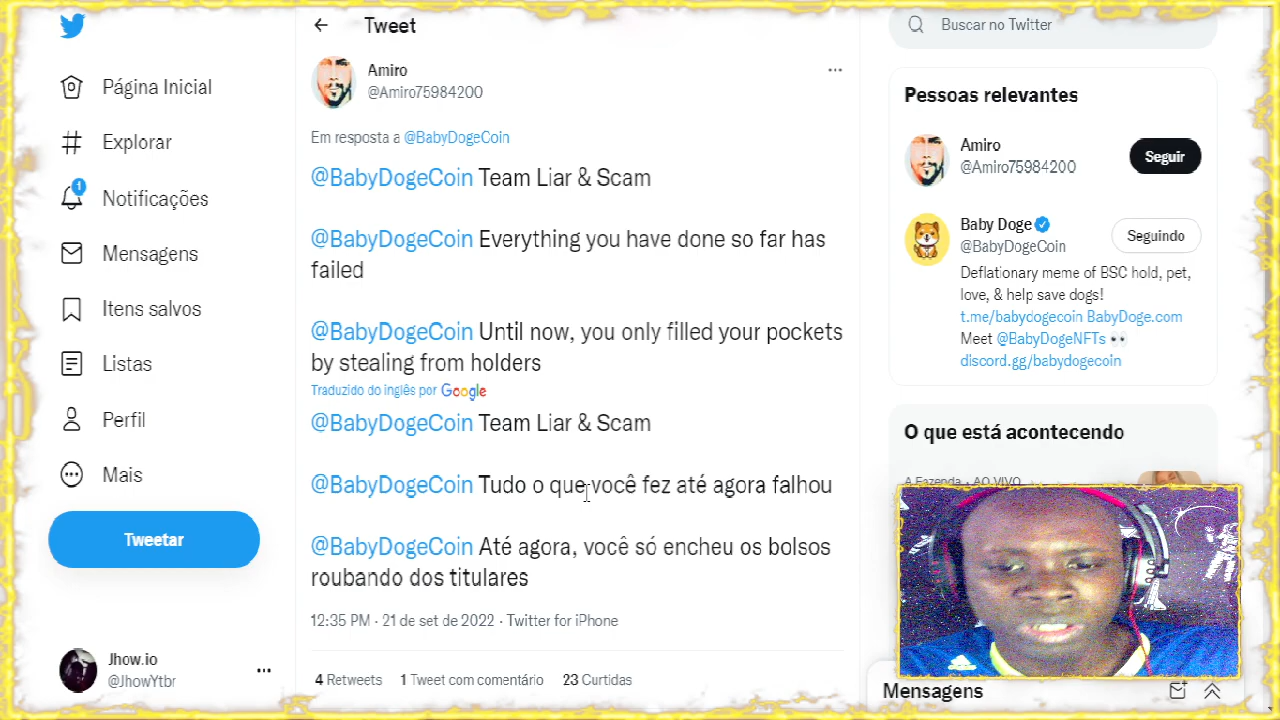 Página Inicial
Explorar
1
Notificações
Mensagens
Itens salvos
Listas
Perfil
Mais
Tweetar
Jhow.io
@JhowYtbr
Tweet
Amiro
@Amiro75984200
Em resposta a @BabyDogeCoin
@BabyDogeCoin Team Liar & Scam
@BabyDogeCoin Everything you have done so far has
failed
@BabyDogeCoin Until now, you only filled your pockets
by stealing from holders
Traduzido do inglês por Google
@BabyDogeCoin Team Liar & Scam
@BabyDogeCoin Tudo o que você fez até agora falhou
@BabyDogeCoin Até agora, você só encheu os bolsos
roubando dos titulares
12:35 PM · 21 de set de 2022 · Twitter for iPhone
4 Retweets 1 Tweet com comentário 23 Curtidas
Buscar no Twitter
Pessoas relevantes
Amiro
@Amiro75984200
Seguir
Baby Doge
@BabyDogeCoin
Seguindo
Deflationary meme of BSC hold, pet,
love, & help save dogs!
t.me/babydogecoin BabyDoge.com
Meet @BabyDogeNFTs 👀
discord.gg/babydogecoin
O que está acontecendo
A Fazenda · AO VIVO
Mensagens